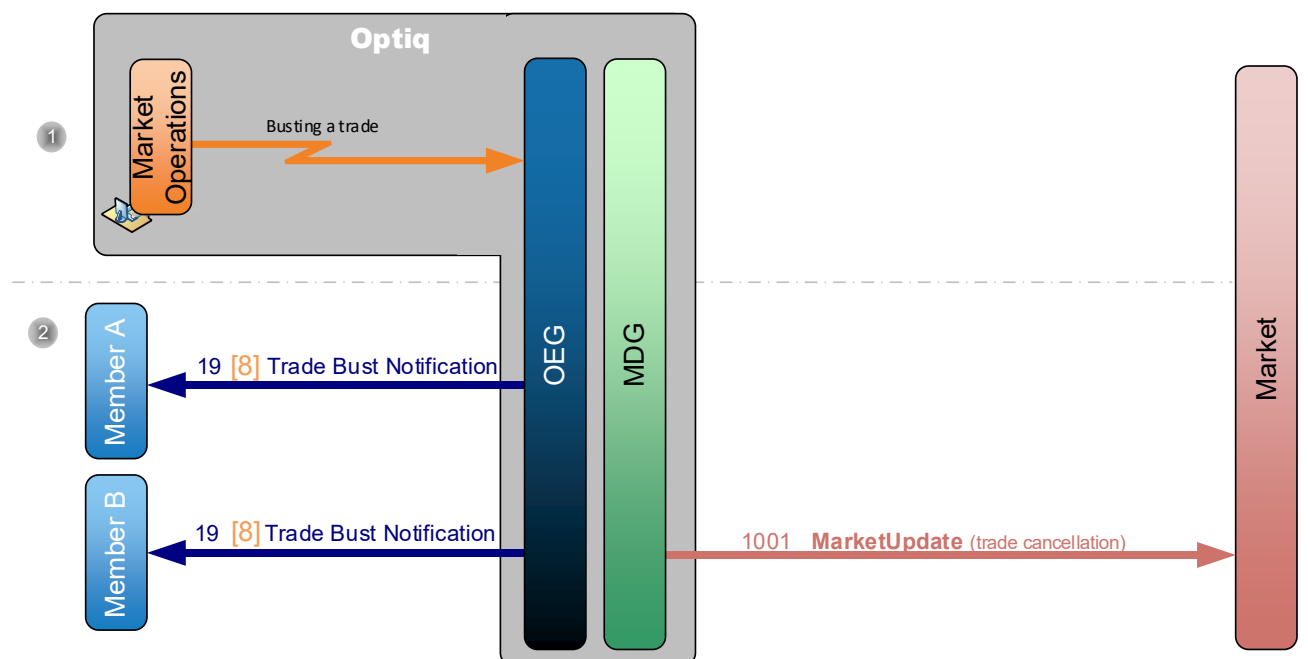 Optiq
1
Market
Operations
Busting a trade
OEG
MDG
Market
2
Member A
19 [8] Trade Bust Notification
Member B
19 [8] Trade Bust Notification
1001 MarketUpdate (trade cancellation)